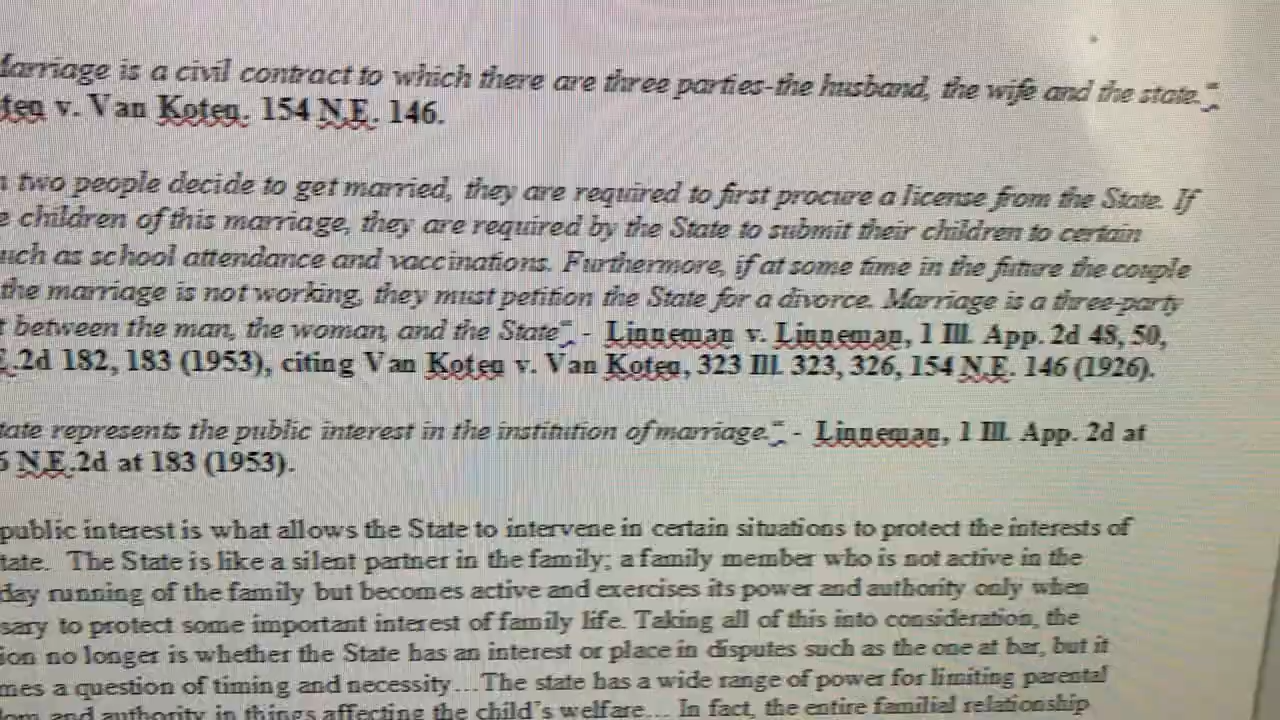 arriage is a civil contract to which there are three parties-the husband, the wife and the state."
ten v. Van Koten. 154 N.E. 146.
two people decide to get married, they are required to first procure a license from the State. If
e children of this marriage, they are required by the State to submit their children to certain
uch as school attendance and vaccinations. Furthermore, if at some time in the future the couple
the marriage is not working, they must petition the State for a divorce. Marriage is a three-party
t between the man, the woman, and the State" - Linneman v. Linneman, 1 Ill. App. 2d 48, 50,
.2d 182, 183 (1953), citing Van Koten v. Van Koten, 323 Ill. 323, 326, 154 N.E. 146 (1926).
tate represents the public interest in the institution of marriage." - Linneman, 1 Ill. App. 2d at
6 N.E.2d at 183 (1953).
public interest is what allows the State to intervene in certain situations to protect the interests of
tate. The State is like a silent partner in the family; a family member who is not active in the
day running of the family but becomes active and exercises its power and authority only when
sary to protect some important interest of family life. Taking all of this into consideration, the
ion no longer is whether the State has an interest or place in disputes such as the one at bar, but it
mes a question of timing and necessity...The state has a wide range of power for limiting parental
dom and authority in things affecting the child's welfare... In fact, the entire familial relationship